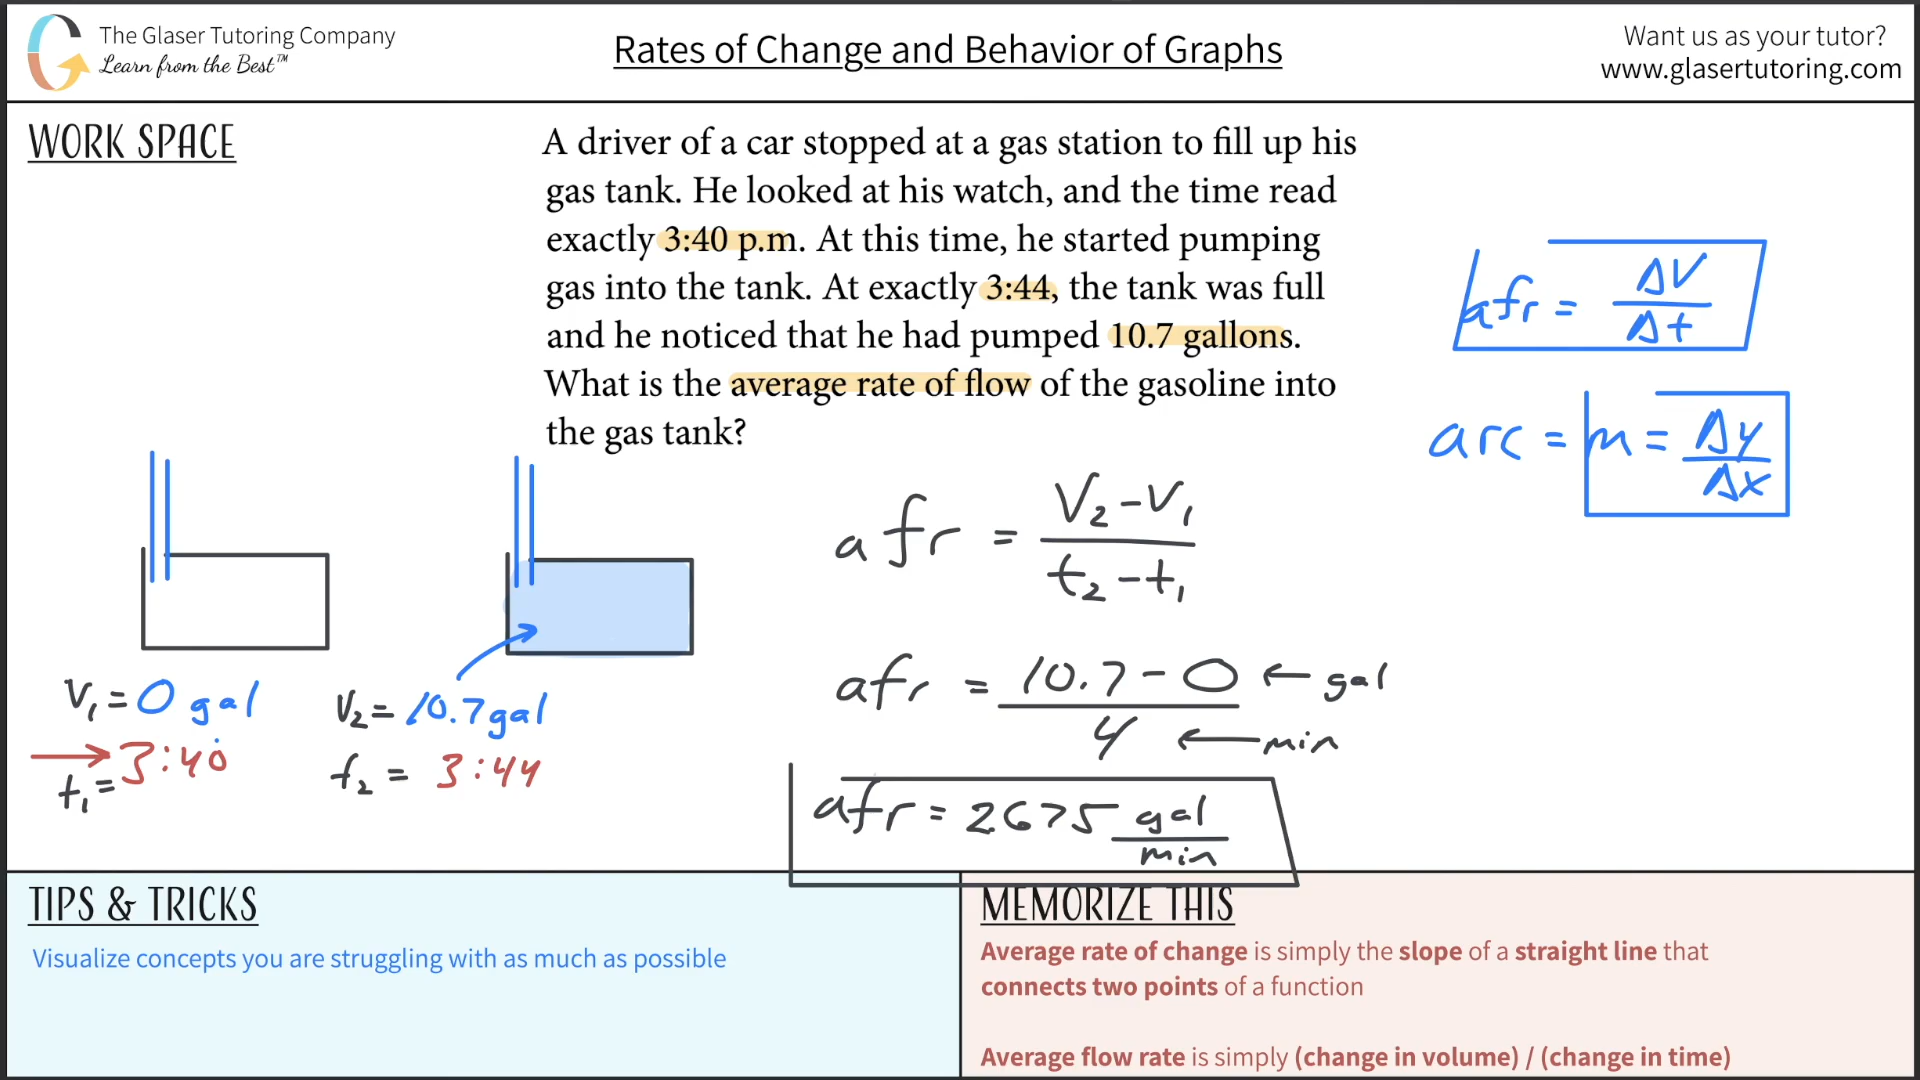 The Glaser Tutoring Company
Learn from the Best™
Rates of Change and Behavior of Graphs
Want us as your tutor?
www.glasertutoring.com
WORK SPACE
A driver of a car stopped at a gas station to fill up his
gas tank. He looked at his watch, and the time read
exactly 3:40 p.m. At this time, he started pumping
gas into the tank. At exactly 3:44, the tank was full
and he noticed that he had pumped 10.7 gallons.
What is the average rate of flow of the gasoline into
the gas tank?
afr = ΔV/Δt
arc = m = Δy/Δx
afr = (V₂-V₁)/(t₂-t₁)
V₁ = 0 gal
t₁ = 3:40
V₂ = 10.7 gal
t₂ = 3:44
afr = (10.7 - 0)/4 ← gal
← min
afr = 2.675 gal/min
TIPS & TRICKS
Visualize concepts you are struggling with as much as possible
MEMORIZE THIS
Average rate of change is simply the slope of a straight line that
connects two points of a function
Average flow rate is simply (change in volume) / (change in time)